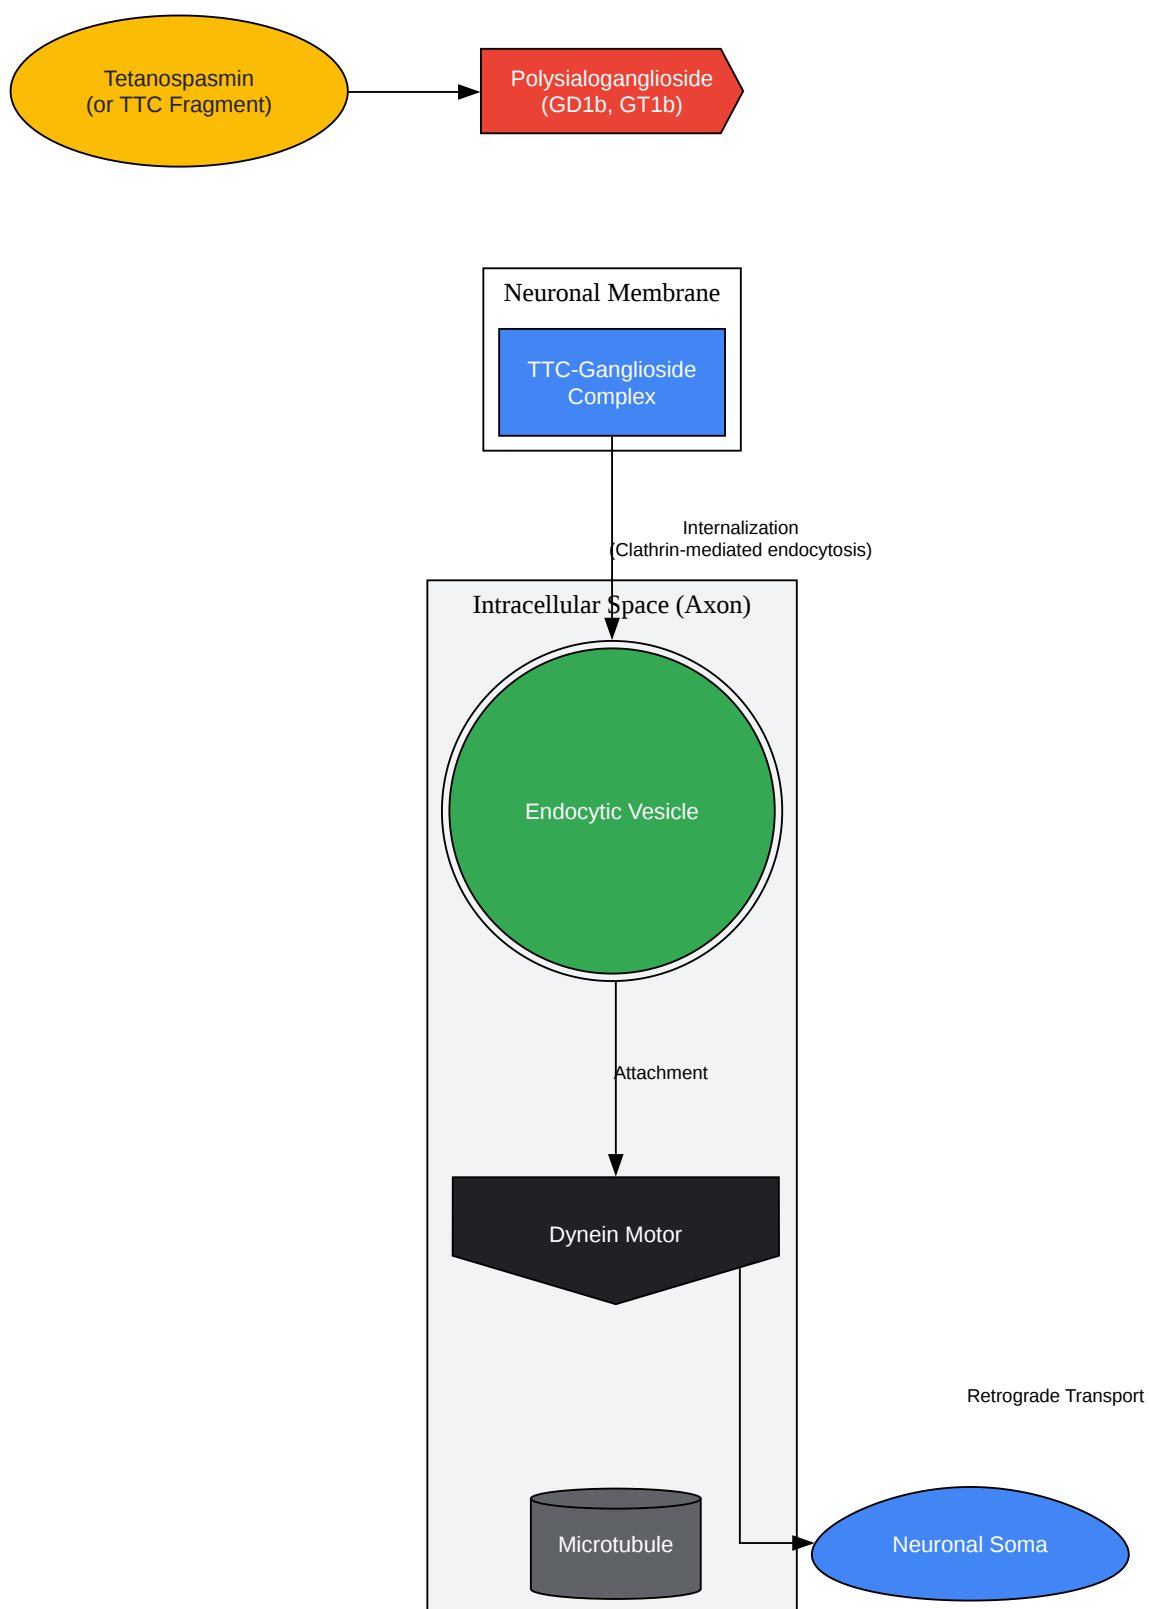 Tetanospasmin
(or TTC Fragment)
Polysialoganglioside
(GD1b, GT1b)
Neuronal Membrane
TTC-Ganglioside
Complex
Internalization
(Clathrin-mediated endocytosis)
Intracellular Space (Axon)
Endocytic Vesicle
Attachment
Dynein Motor
Retrograde Transport
Microtubule
Neuronal Soma